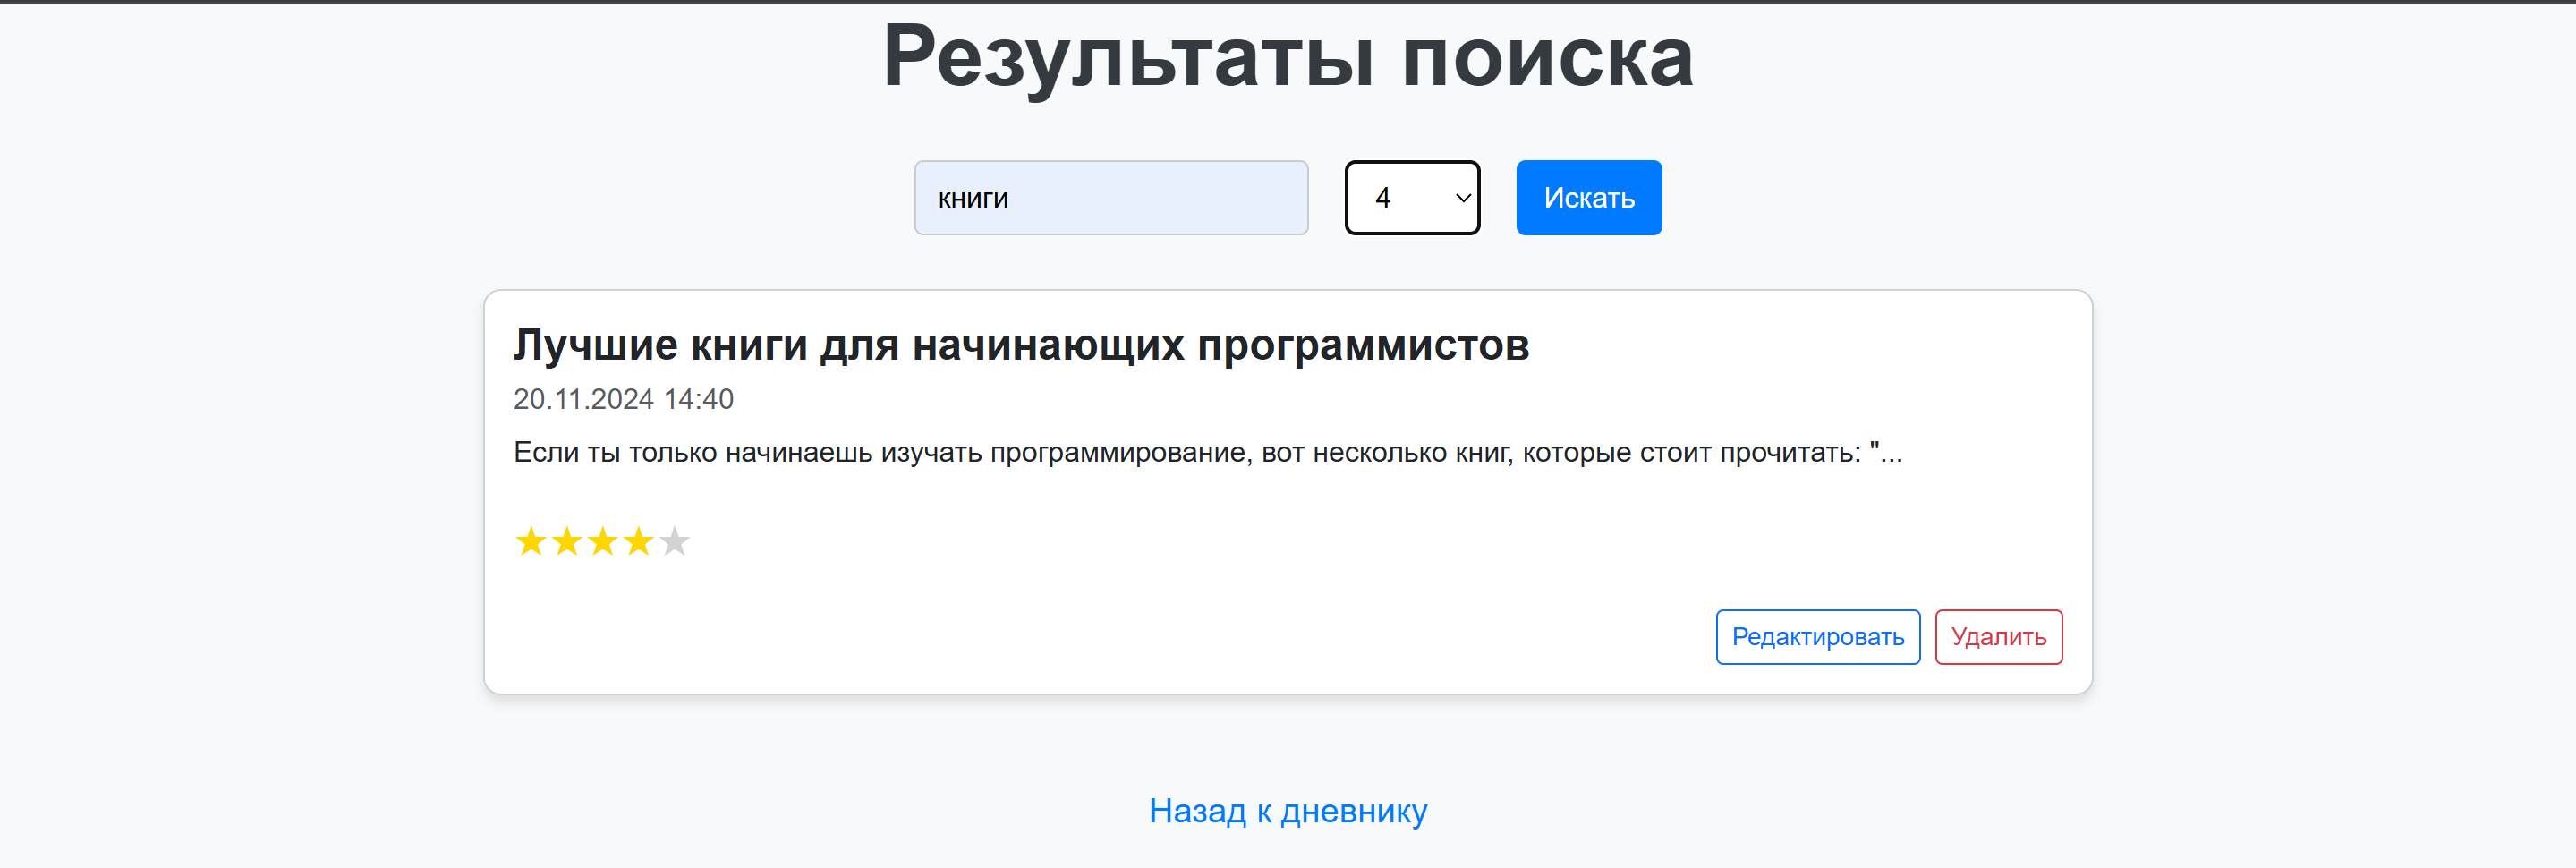 Результаты поиска
книги
4
Искать
Лучшие книги для начинающих программистов
20.11.2024 14:40
Если ты только начинаешь изучать программирование, вот несколько книг, которые стоит прочитать: "...
Редактировать
Удалить
Назад к дневнику